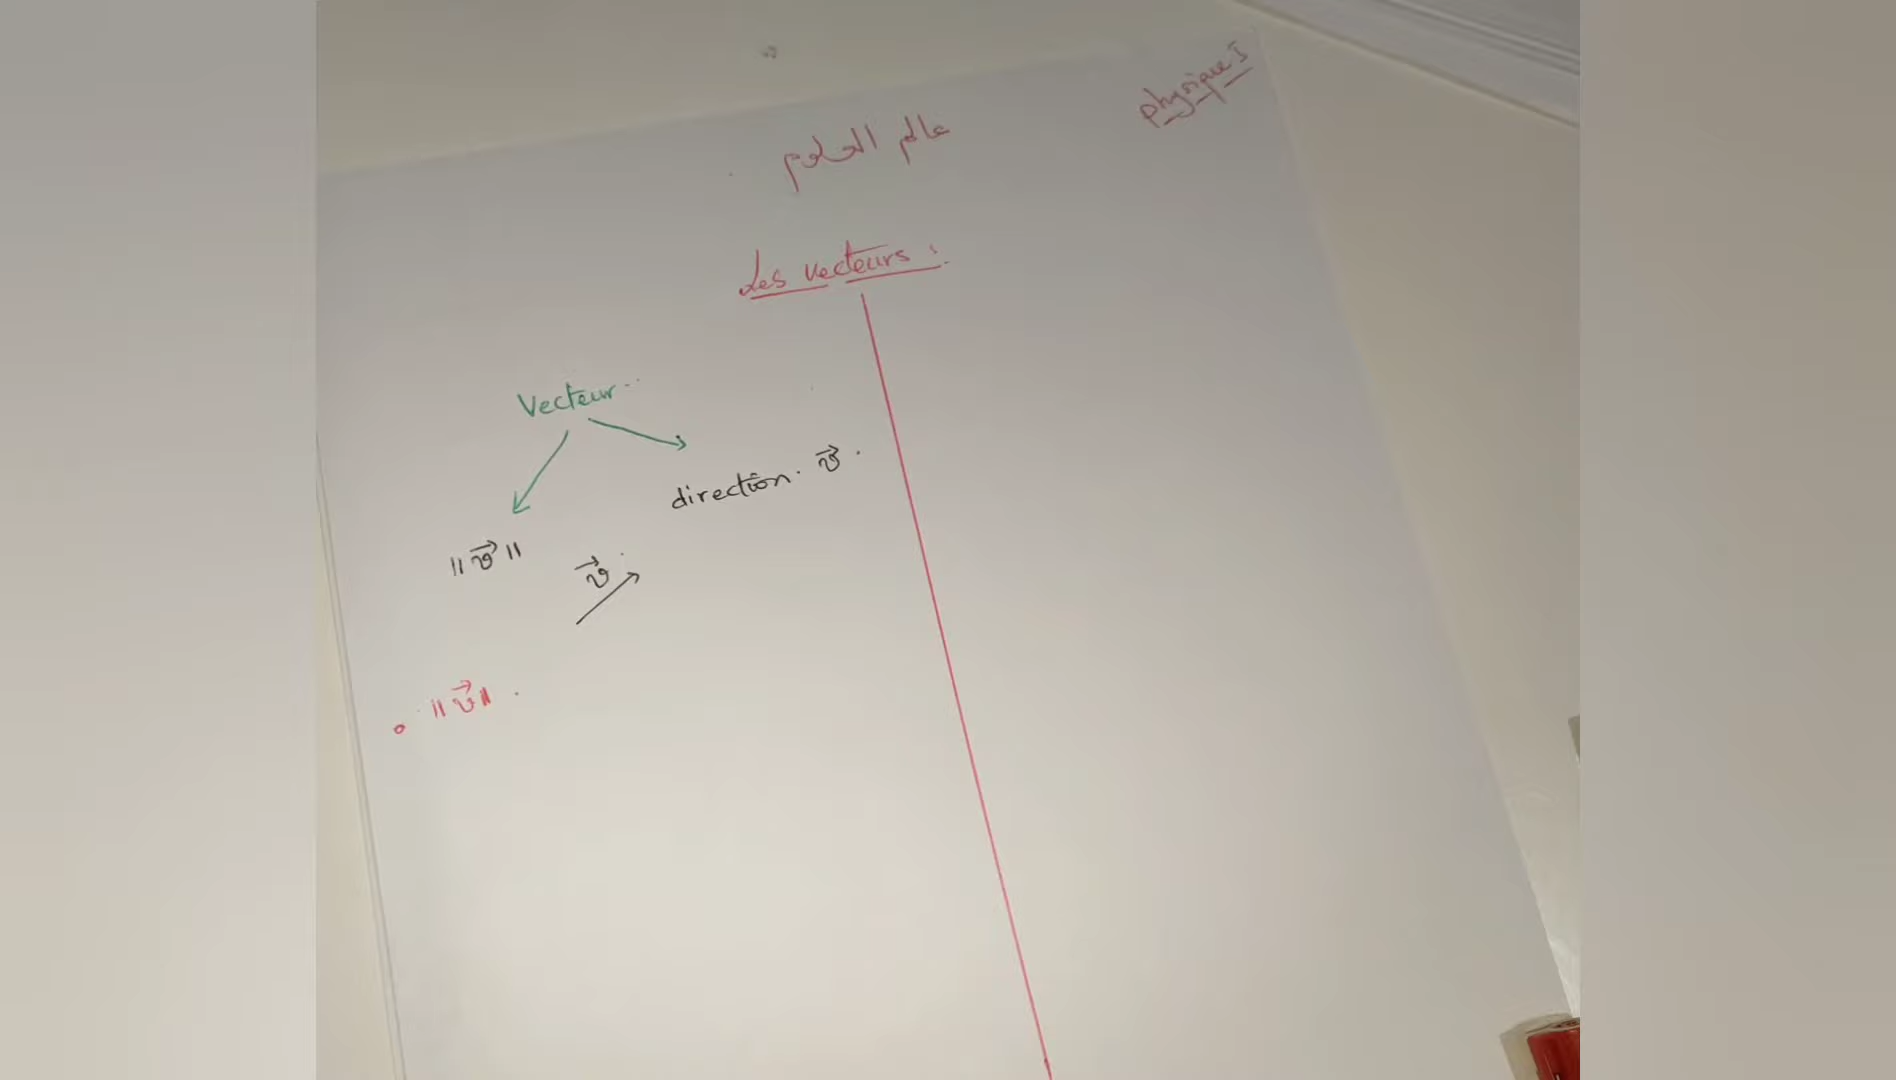 physique I
عالم العلوم
Les vecteurs :
Vecteur
direction. v⃗.
|| v⃗ ||
v⃗
• || v⃗ ||.